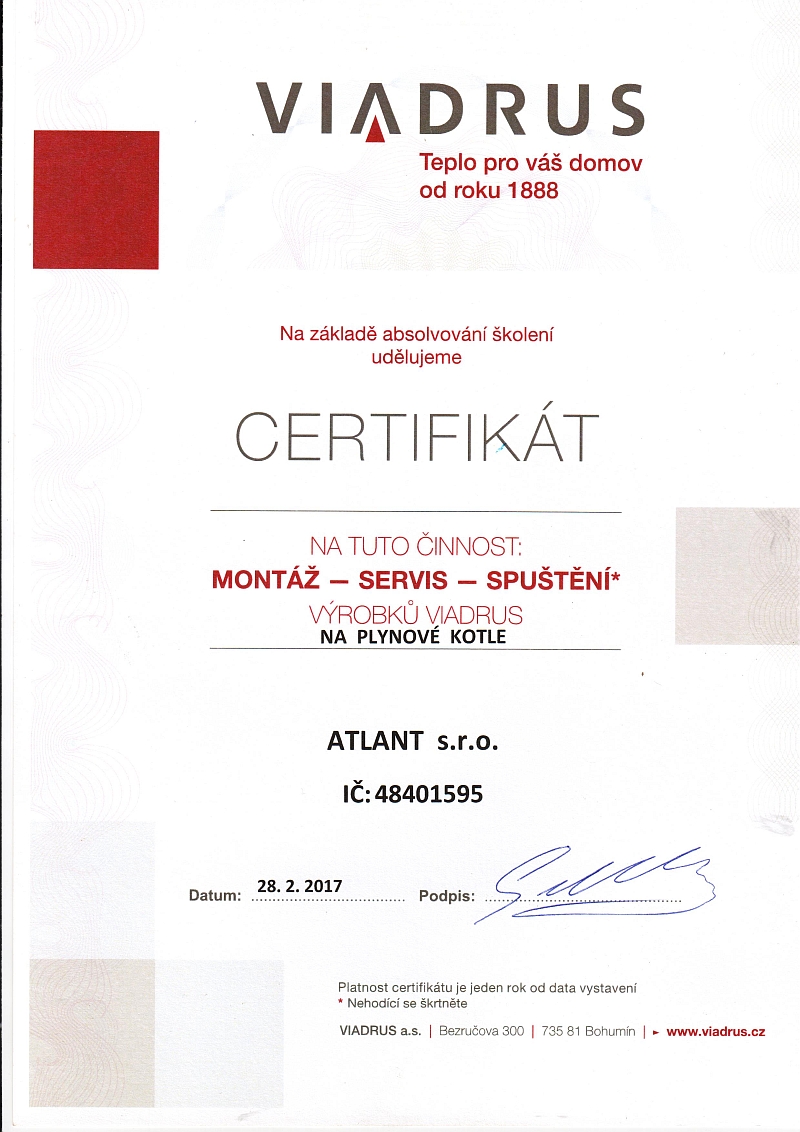 VIADRUS
Teplo pro váš domov
od roku 1888
Na základě absolvování školení
udělujeme
CERTIFIKÁT
NA TUTO ČINNOST:
MONTÁŽ – SERVIS – SPUŠTĚNÍ*
VÝROBKŮ VIADRUS
NA PLYNOVÉ KOTLE
ATLANT s.r.o.
IČ: 48401595
Datum: 28. 2. 2017 Podpis:
Platnost certifikátu je jeden rok od data vystavení
* Nehodící se škrtněte
VIADRUS a.s. | Bezručova 300 | 735 81 Bohumín | ► www.viadrus.cz